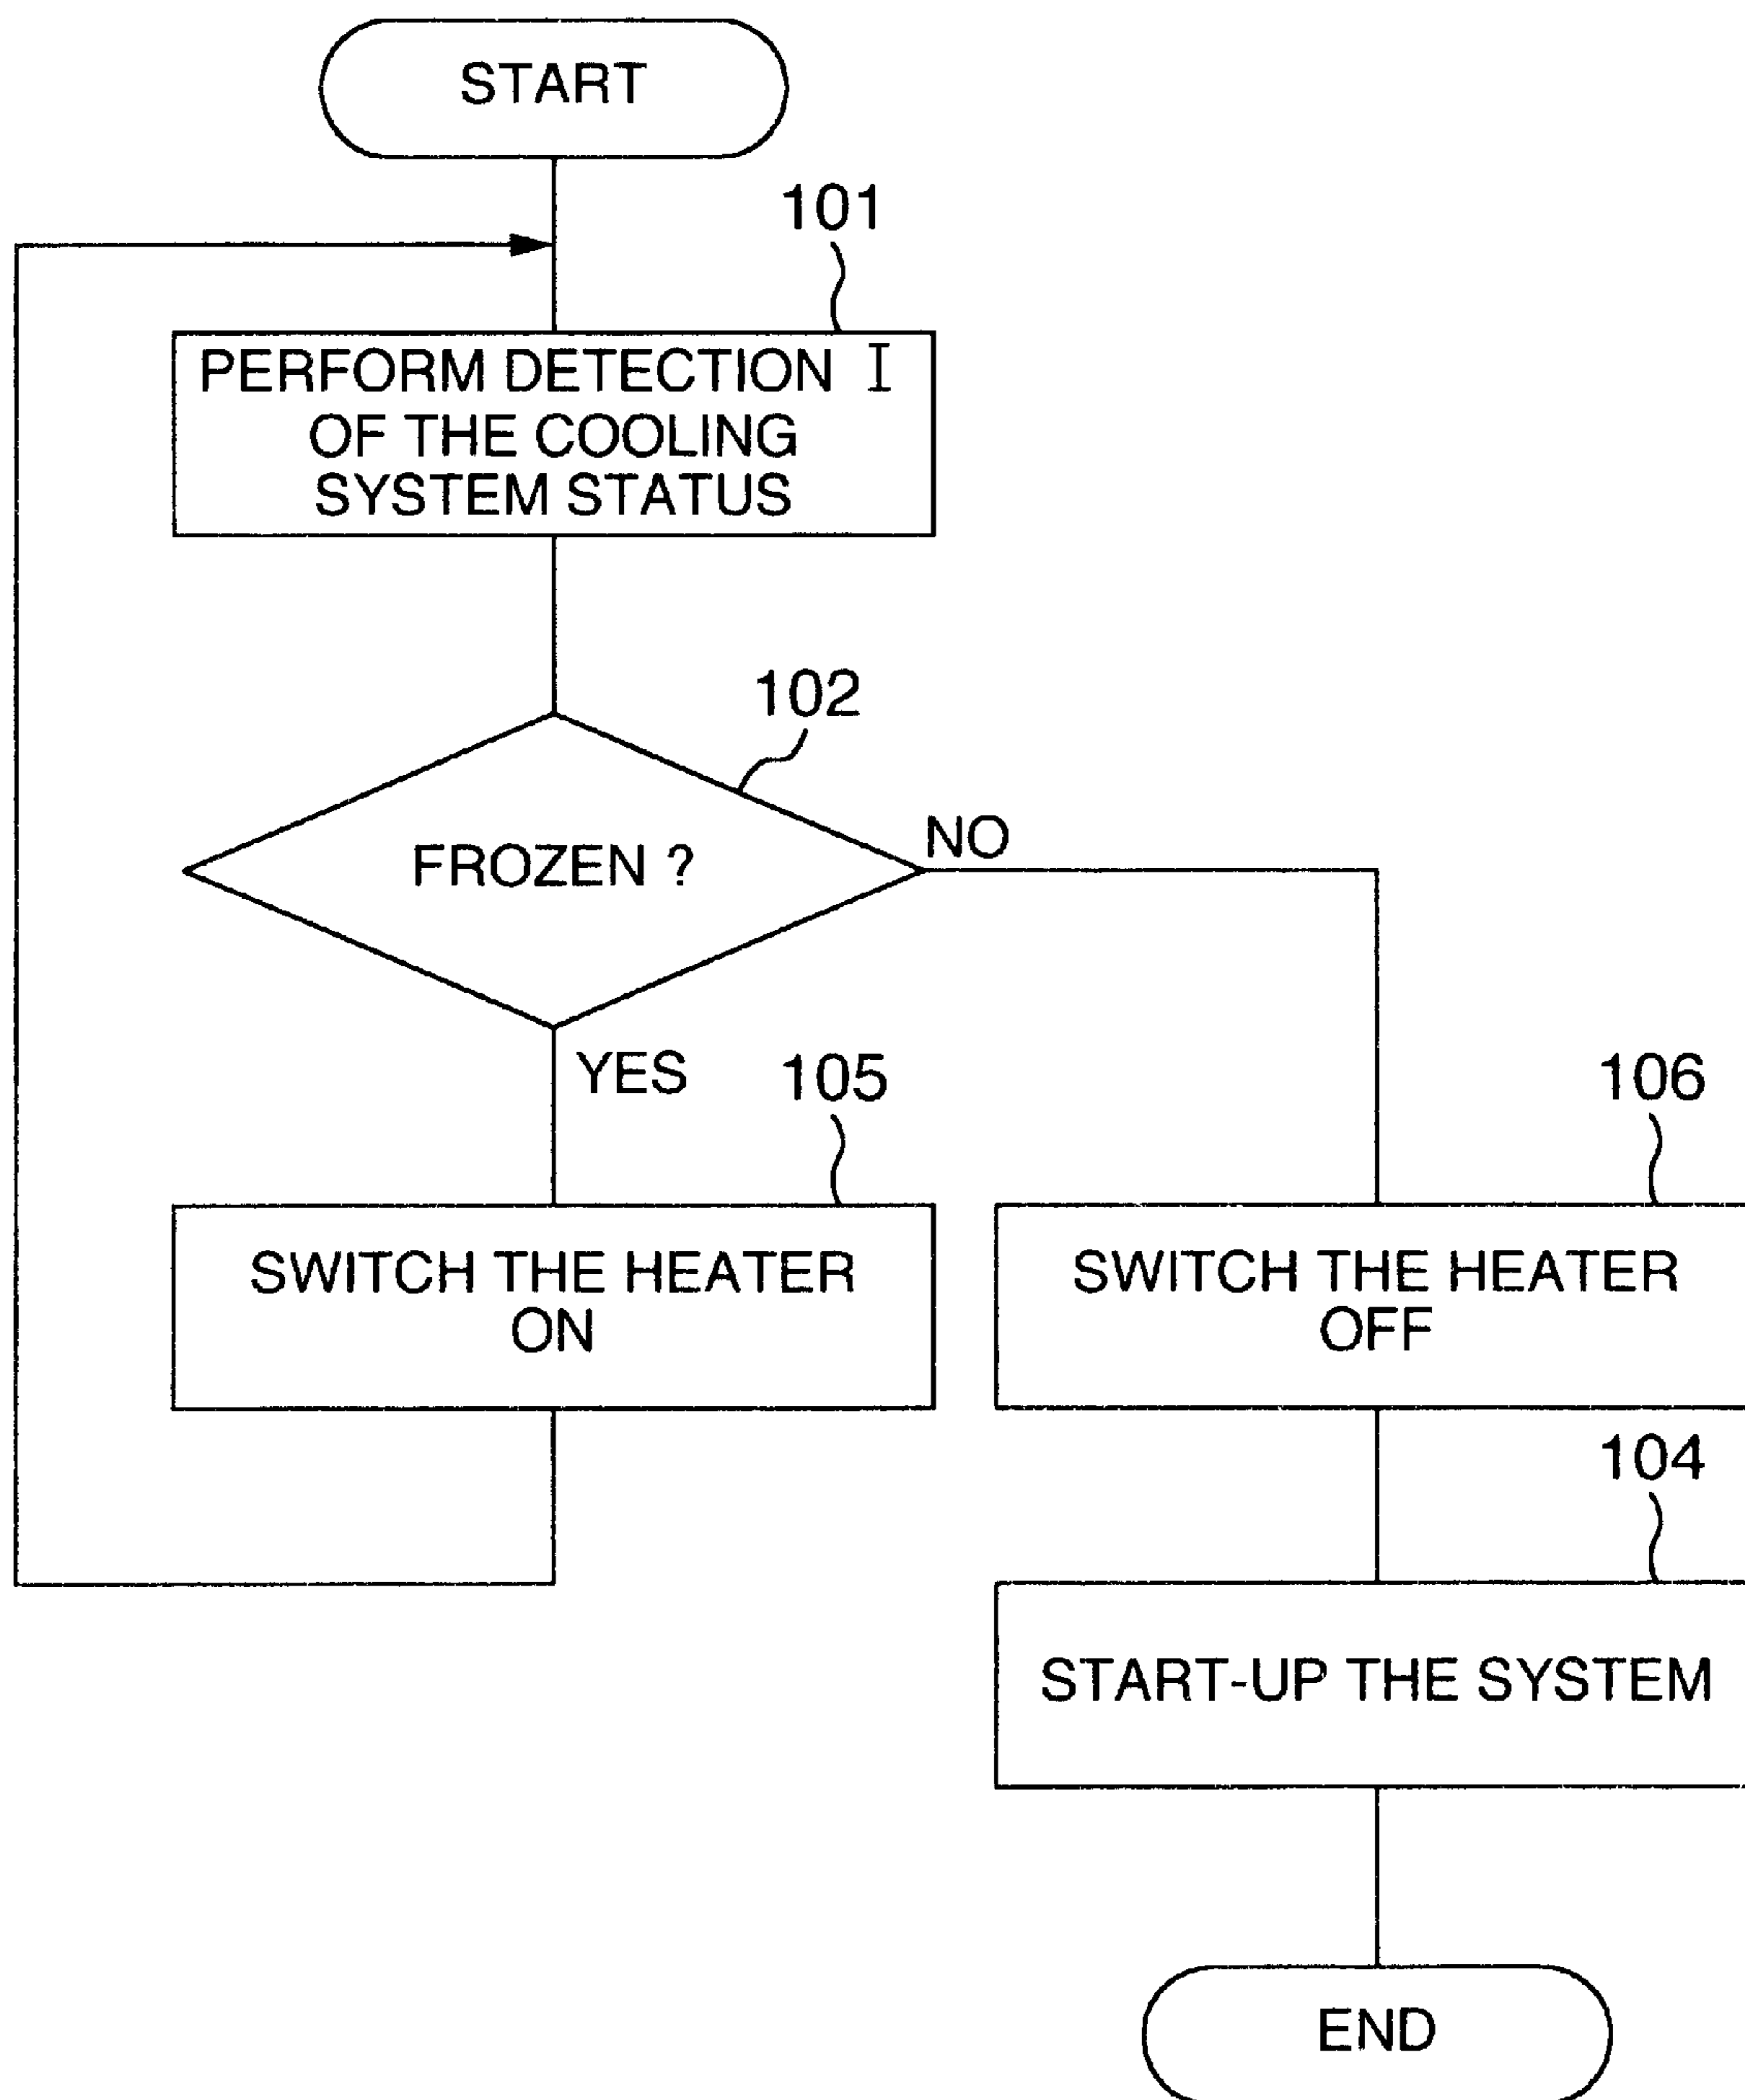 START
101
PERFORM DETECTION I
OF THE COOLING
SYSTEM STATUS
102
FROZEN ?
NO
YES
105
106
SWITCH THE HEATER
ON
SWITCH THE HEATER
OFF
104
START-UP THE SYSTEM
END